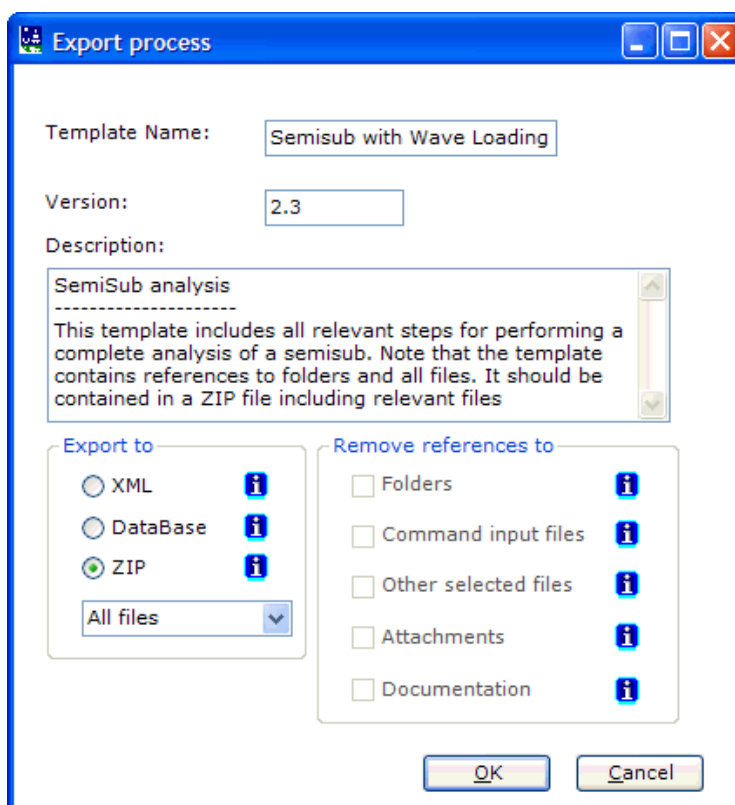 Export process
Template Name:
Semisub with Wave Loading
Version:
2.3
Description:
SemiSub analysis
---------------------
This template includes all relevant steps for performing a
complete analysis of a semisub. Note that the template
contains references to folders and all files. It should be
contained in a ZIP file including relevant files
Export to
XML
DataBase
ZIP
All files
Remove references to
Folders
Command input files
Other selected files
Attachments
Documentation
OK
Cancel